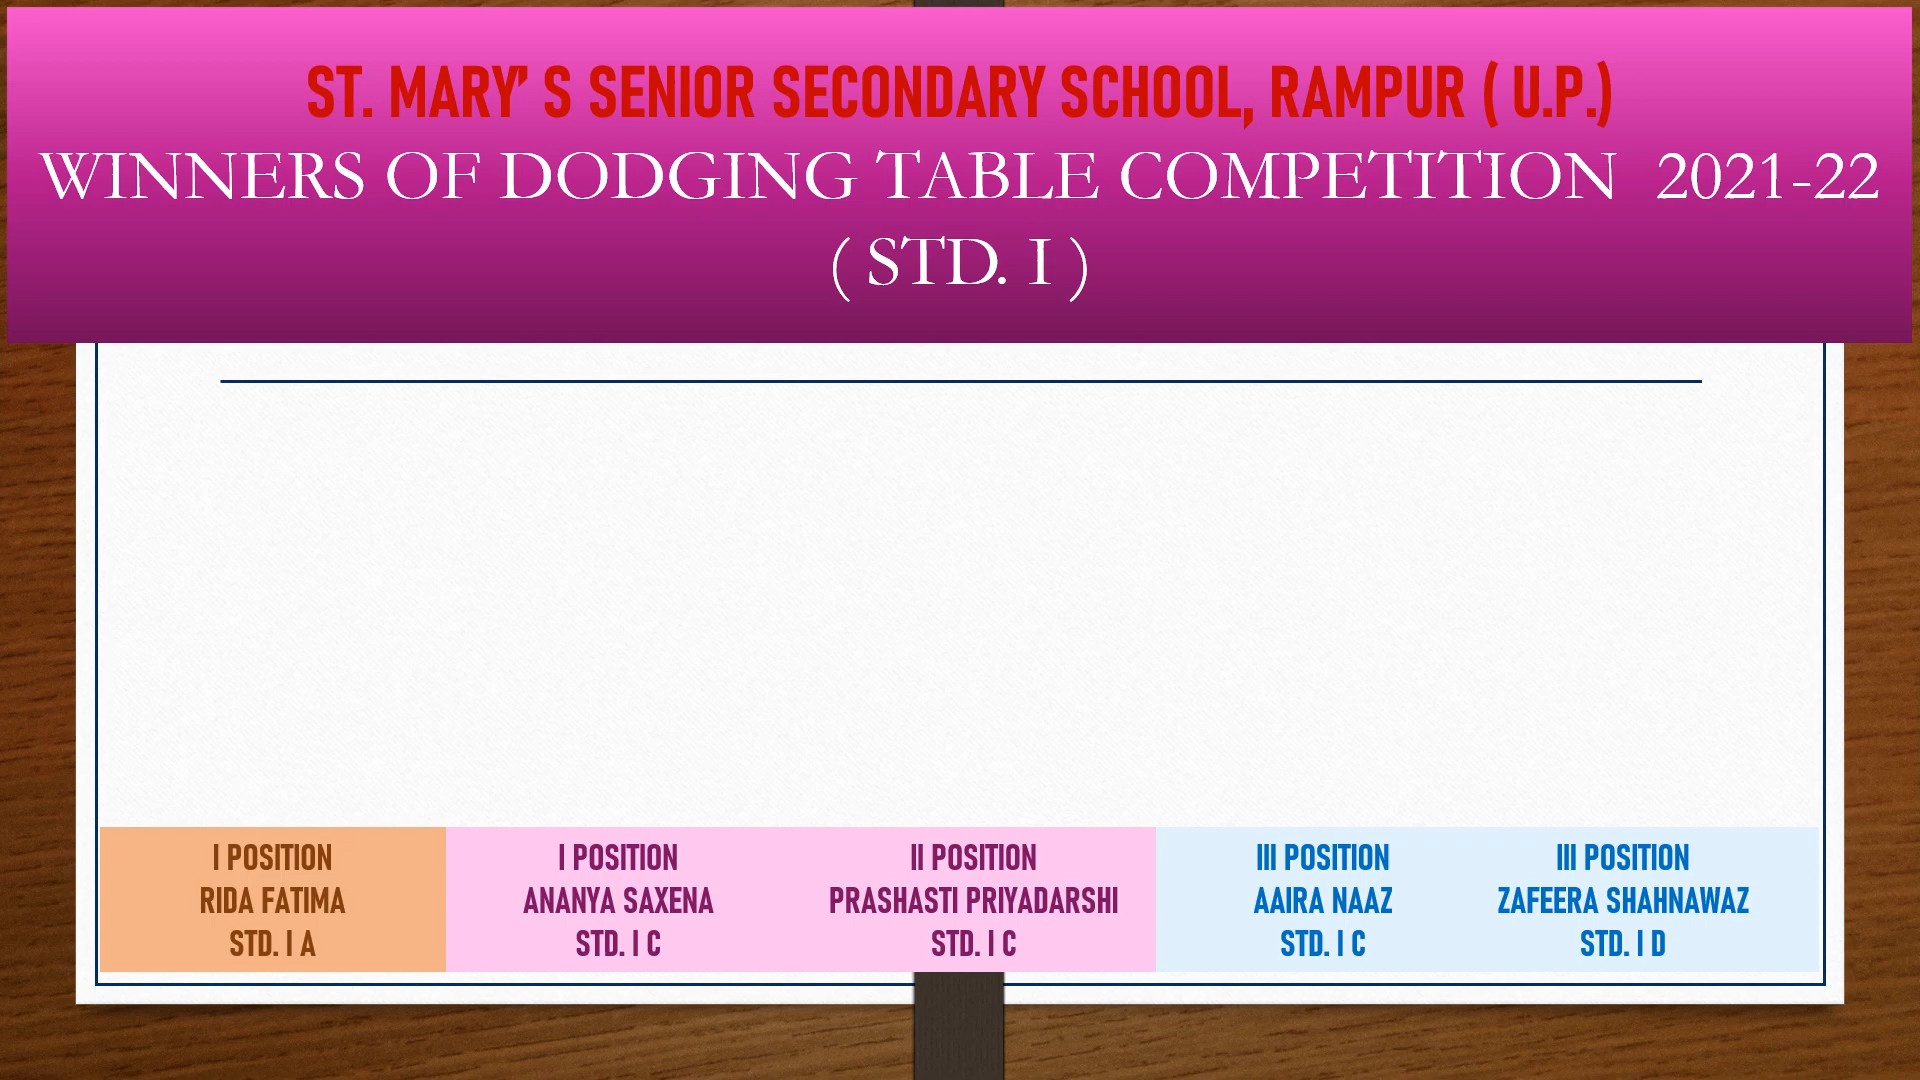 ST. MARY’ S SENIOR SECONDARY SCHOOL, RAMPUR ( U.P.)
WINNERS OF DODGING TABLE COMPETITION 2021-22
( STD. I )
I POSITION
RIDA FATIMA
STD. I A
I POSITION
ANANYA SAXENA
STD. I C
II POSITION
PRASHASTI PRIYADARSHI
STD. I C
III POSITION
AAIRA NAAZ
STD. I C
III POSITION
ZAFEERA SHAHNAWAZ
STD. I D